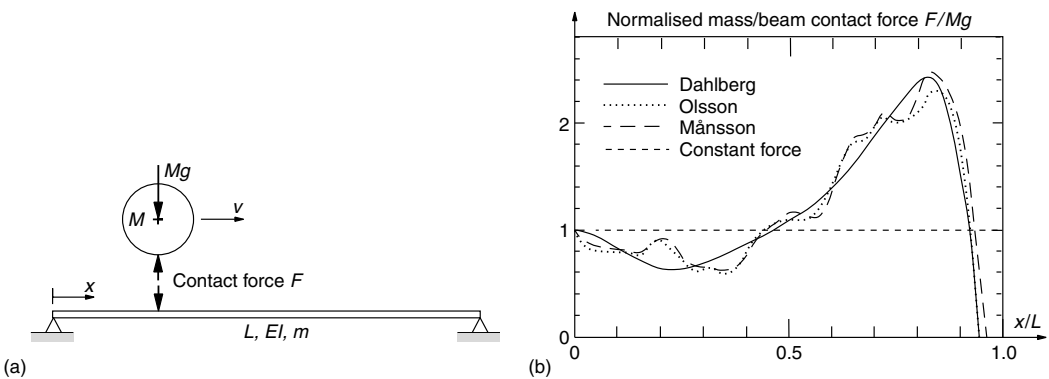 Mg
M
v
Contact force F
x
L, EI, m
(a)
Normalised mass/beam contact force F/Mg
Dahlberg
Olsson
Månsson
Constant force
2
1
0
0
0.5
1.0
x/L
(b)